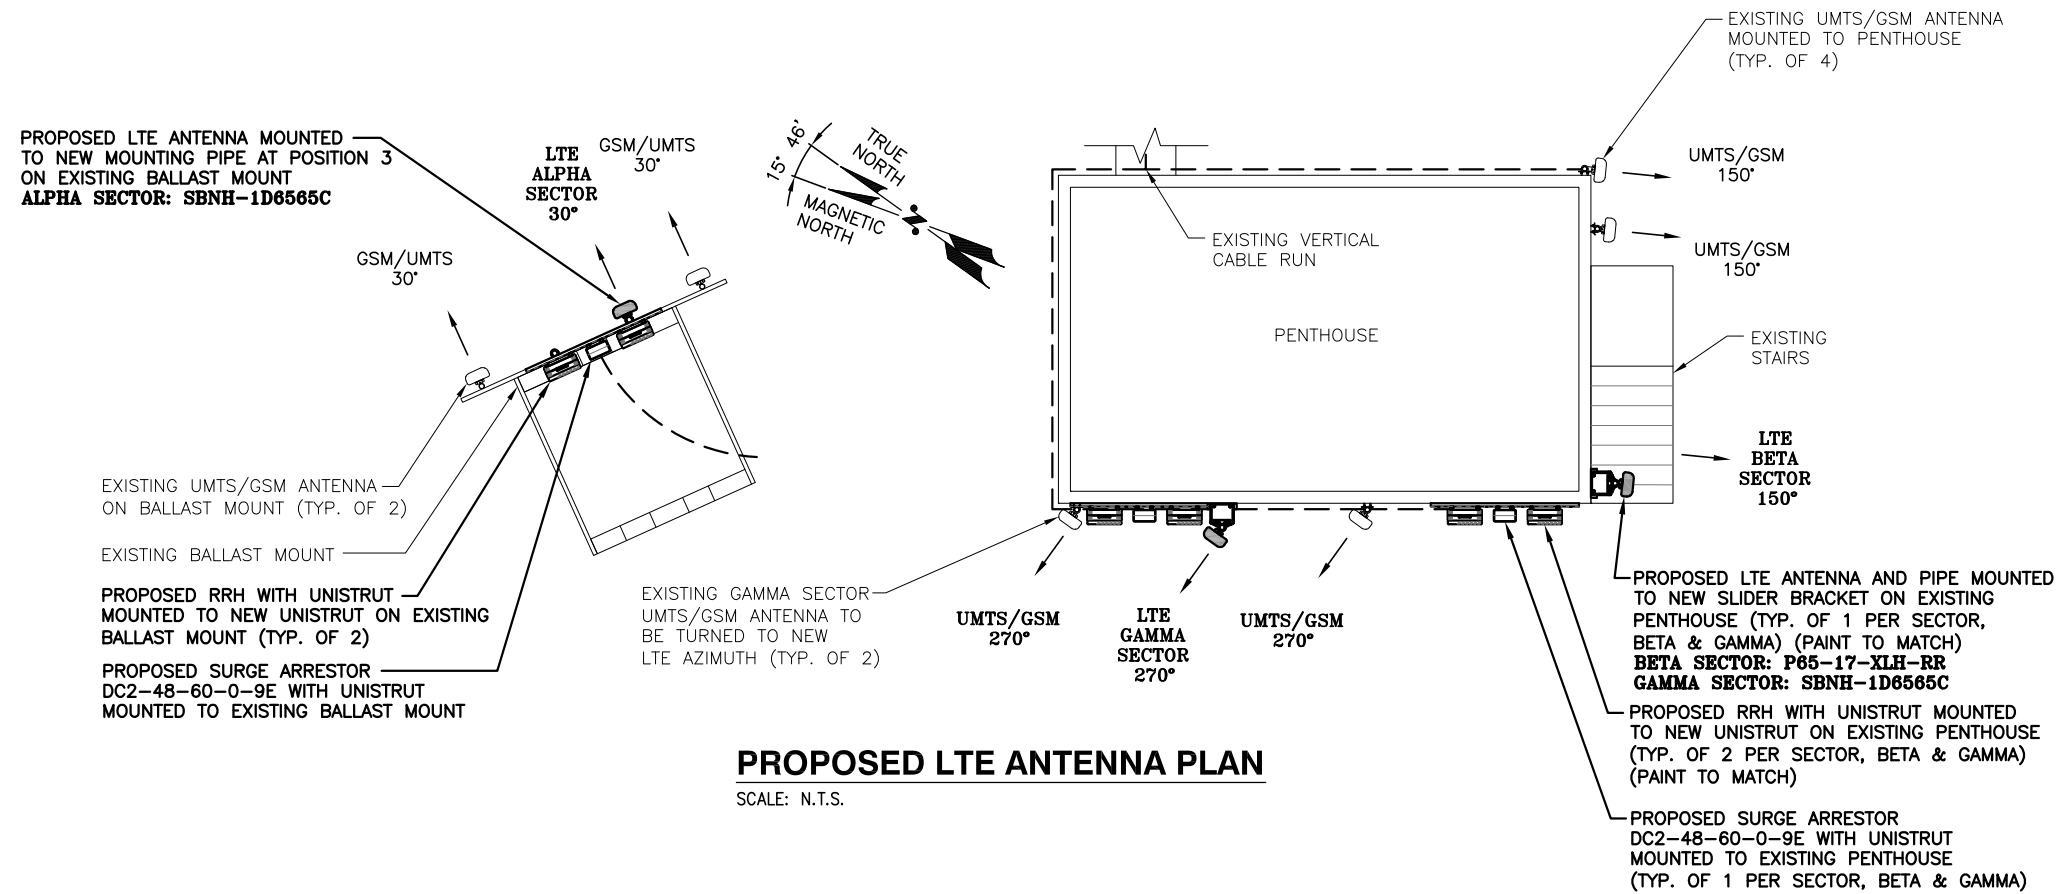 EXISTING UMTS/GSM ANTENNA
MOUNTED TO PENTHOUSE
(TYP. OF 4)
PROPOSED LTE ANTENNA MOUNTED
TO NEW MOUNTING PIPE AT POSITION 3
ON EXISTING BALLAST MOUNT
ALPHA SECTOR: SBNH-1D6565C
LTE
ALPHA
SECTOR
30°
GSM/UMTS
30°
GSM/UMTS
30°
15° 46'
TRUE
NORTH
MAGNETIC
NORTH
N
UMTS/GSM
150°
UMTS/GSM
150°
EXISTING VERTICAL
CABLE RUN
PENTHOUSE
EXISTING
STAIRS
LTE
BETA
SECTOR
150°
EXISTING UMTS/GSM ANTENNA
ON BALLAST MOUNT (TYP. OF 2)
EXISTING BALLAST MOUNT
PROPOSED RRH WITH UNISTRUT
MOUNTED TO NEW UNISTRUT ON EXISTING
BALLAST MOUNT (TYP. OF 2)
PROPOSED SURGE ARRESTOR
DC2-48-60-0-9E WITH UNISTRUT
MOUNTED TO EXISTING BALLAST MOUNT
EXISTING GAMMA SECTOR
UMTS/GSM ANTENNA TO
BE TURNED TO NEW
LTE AZIMUTH (TYP. OF 2)
UMTS/GSM
270°
LTE
GAMMA
SECTOR
270°
UMTS/GSM
270°
PROPOSED LTE ANTENNA AND PIPE MOUNTED
TO NEW SLIDER BRACKET ON EXISTING
PENTHOUSE (TYP. OF 1 PER SECTOR,
BETA & GAMMA) (PAINT TO MATCH)
BETA SECTOR: P65-17-XLH-RR
GAMMA SECTOR: SBNH-1D6565C
PROPOSED RRH WITH UNISTRUT MOUNTED
TO NEW UNISTRUT ON EXISTING PENTHOUSE
(TYP. OF 2 PER SECTOR, BETA & GAMMA)
(PAINT TO MATCH)
PROPOSED SURGE ARRESTOR
DC2-48-60-0-9E WITH UNISTRUT
MOUNTED TO EXISTING PENTHOUSE
(TYP. OF 1 PER SECTOR, BETA & GAMMA)
PROPOSED LTE ANTENNA PLAN
SCALE: N.T.S.